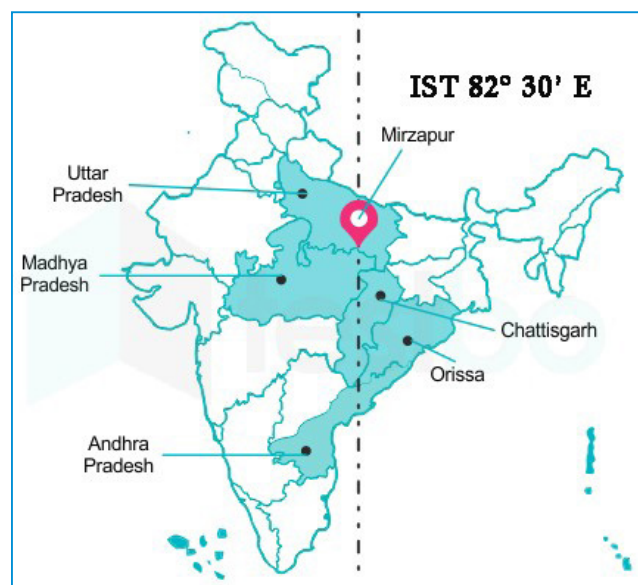 IST 82° 30' E
Mirzapur
Uttar
Pradesh
Madhya
Pradesh
Chattisgarh
Orissa
Andhra
Pradesh